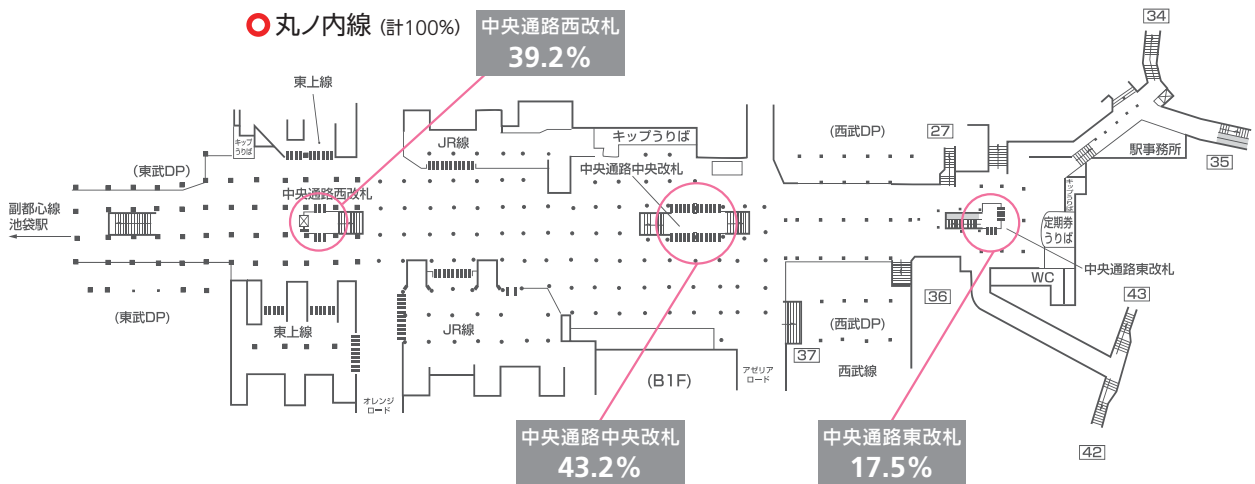 丸ノ内線 (計100%)
中央通路西改札
39.2%
34
東上線
キップ
うりば
JR線
キップうりば
(西武DP)
27
駅事務所
35
(東武DP)
中央通路中央改札
中央通路西改札
キップうりば
副都心線
池袋駅
定期券
うりば
中央通路東改札
WC
36
43
(東武DP)
東上線
JR線
(西武DP)
37
西武線
アゼリア
ロード
(B1F)
オレンジ
ロード
中央通路中央改札
43.2%
中央通路東改札
17.5%
42